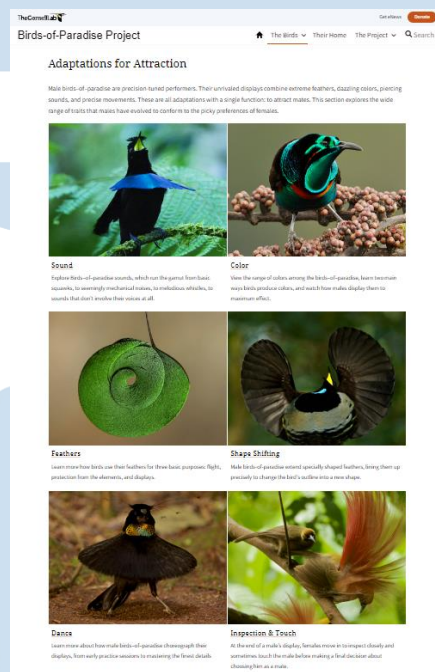 TheCornellLab
Get eNews
Donate
Birds-of-Paradise Project
The Birds
Their Home
The Project
Search
Adaptations for Attraction
Male birds-of-paradise are precision-tuned performers. Their unrivaled displays combine extreme feathers, dazzling colors, piercing
sounds, and precise movements. These are all adaptations with a single function: to attract mates. This section explores the wide
range of traits that males have evolved to conform to the picky preferences of females.
Sound
Explore Birds-of-paradise sounds, which run the gamut from basic
squawks, to seemingly mechanical noises, to melodious whistles, to
sounds that don't involve their voices at all.
Color
View the range of colors among the birds-of-paradise, learn two main
ways birds produce colors, and watch how males display them to
maximum effect.
Feathers
Learn more how birds use their feathers for three basic purposes: flight,
protection from the elements, and displays.
Shape Shifting
Male birds-of-paradise extend specially shaped feathers, lining them up
precisely to change the bird's outline into a new shape.
Dance
Learn more about how male birds-of-paradise choreograph their
displays, from early practice sessions to mastering the finest details.
Inspection & Touch
At the end of a male's display, females move in to inspect closely and
sometimes touch the male before making a final decision about
choosing him as a mate.